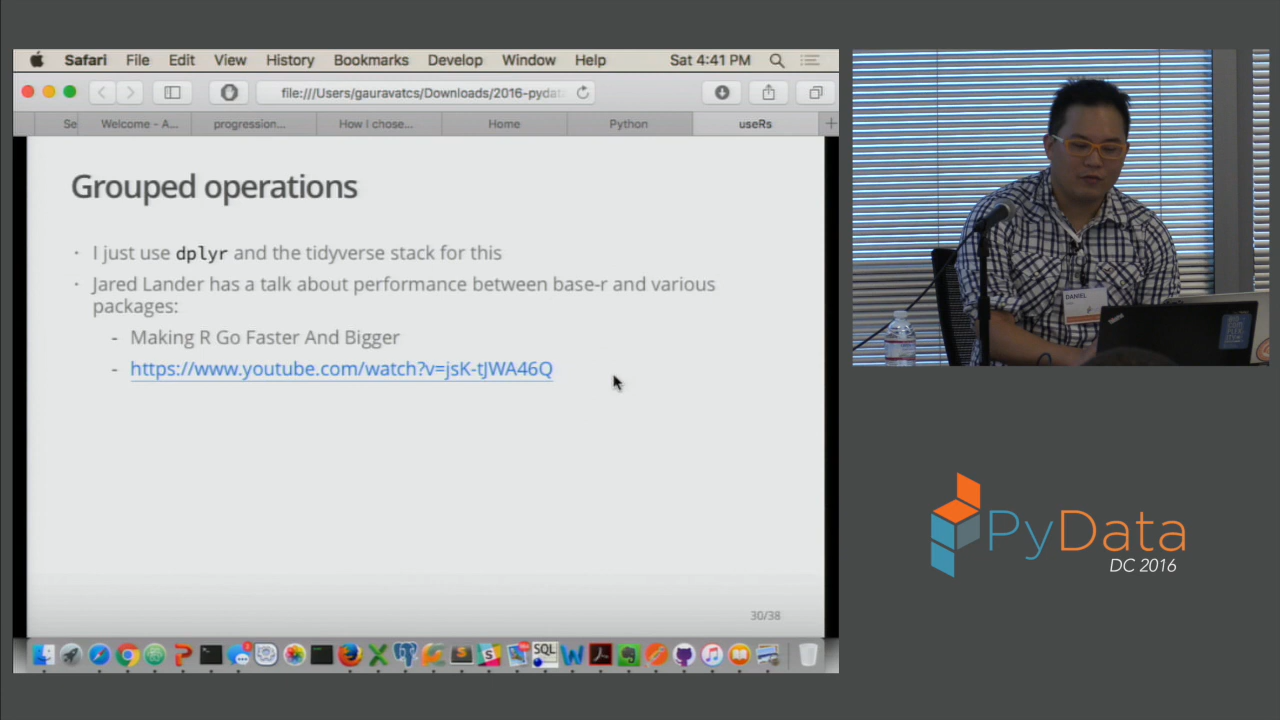 Safari File Edit View History Bookmarks Develop Window Help Sat 4:41 PM
file:///Users/gauravatcs/Downloads/2016-pydat
Se Welcome - A... progression... How I chose... Home Python useRs
Grouped operations
· I just use dplyr and the tidyverse stack for this
· Jared Lander has a talk about performance between base-r and various
packages:
- Making R Go Faster And Bigger
- https://www.youtube.com/watch?v=jsK-tJWA46Q
30/38
SQL
DANIEL
PyData
DC 2016